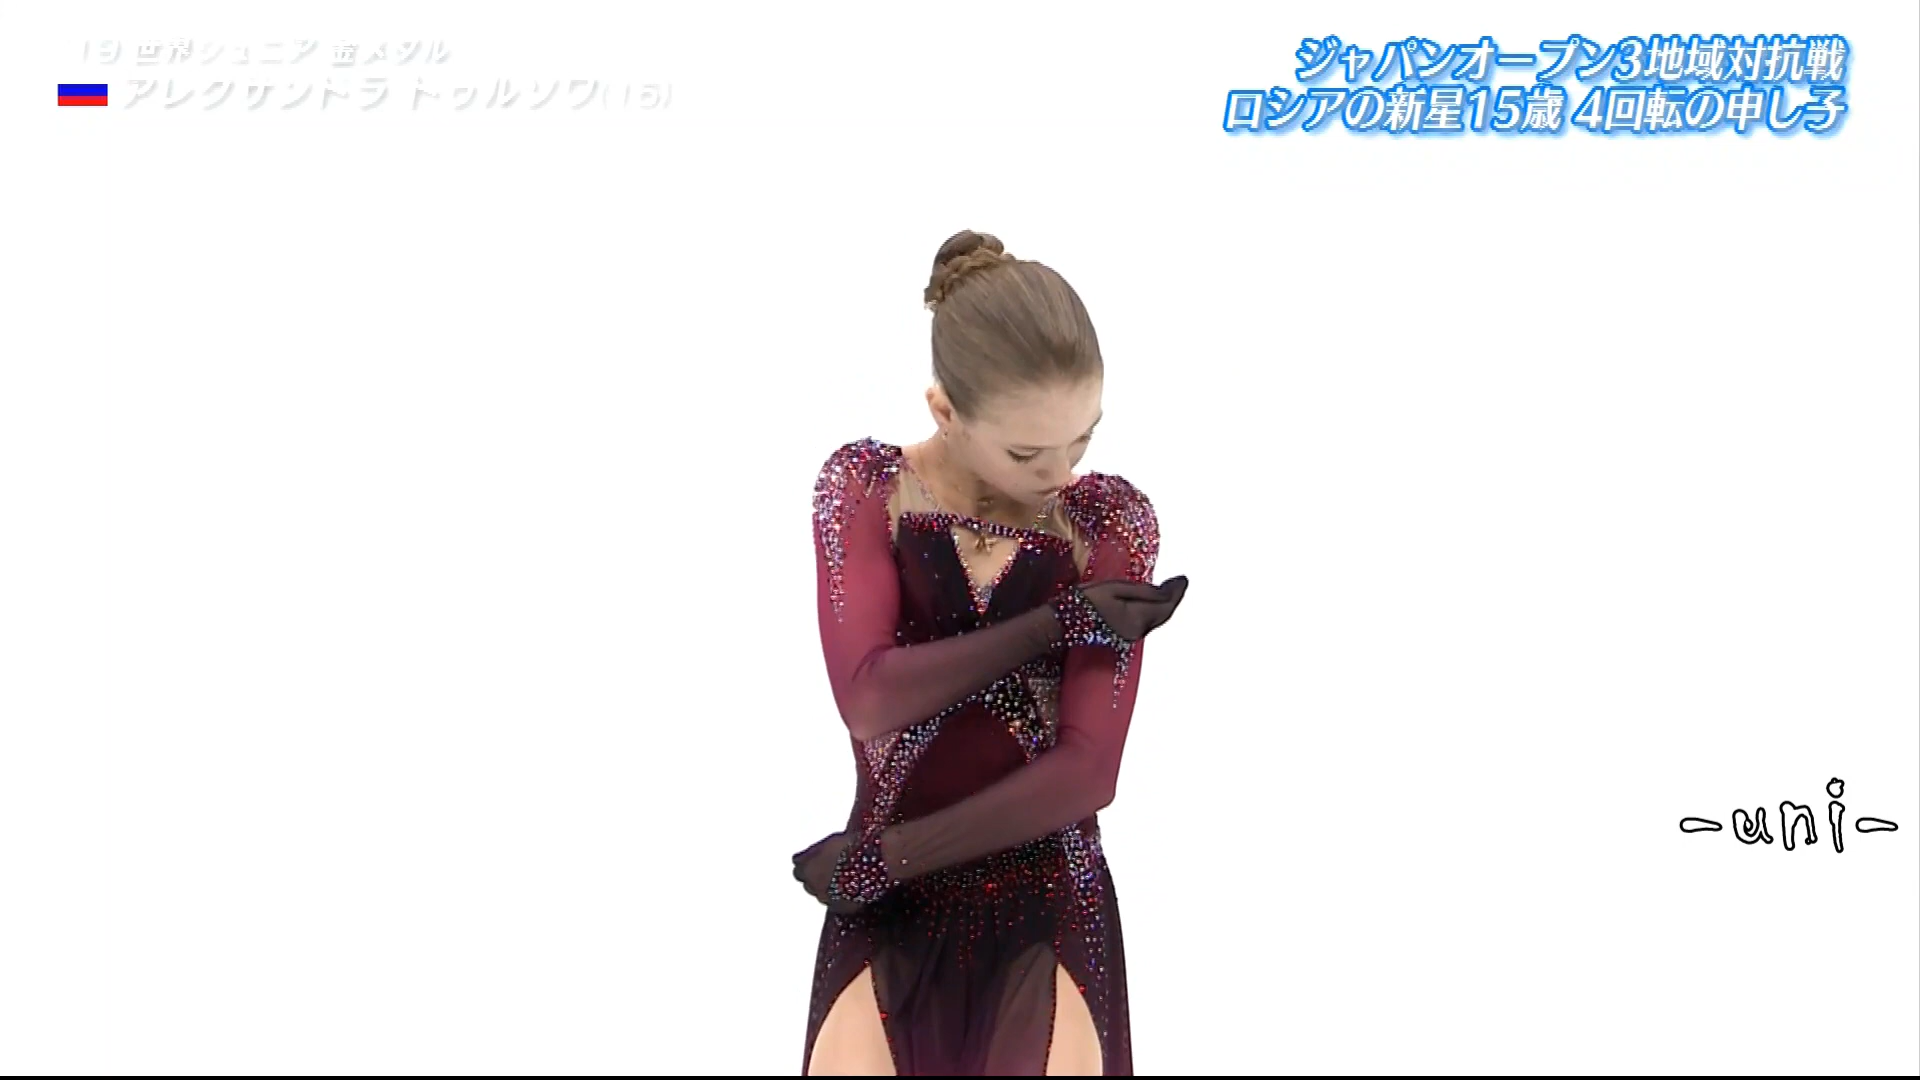 '19 世界ジュニア 金メダル
アレクサンドラ トゥルソワ(15)
ジャパンオープン3地域対抗戦
ロシアの新星15歳 4回転の申し子
-uni-